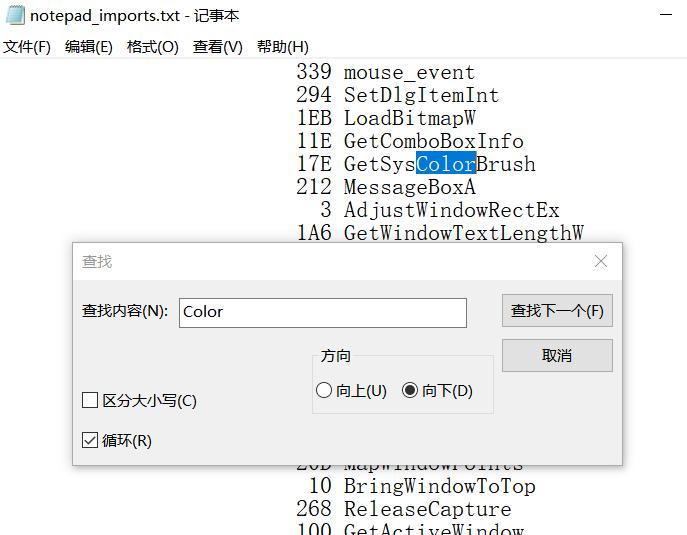 notepad_imports.txt - 记事本
文件(F) 编辑(E) 格式(O) 查看(V) 帮助(H)
339 mouse_event
294 SetDlgItemInt
1EB LoadBitmapW
11E GetComboBoxInfo
17E GetSysColorBrush
212 MessageBoxA
3 AdjustWindowRectEx
1A6 GetWindowTextLengthW
查找
查找内容(N): Color 查找下一个(F)
取消
方向
向上(U) 向下(D)
区分大小写(C)
循环(R)
MapWindowPoints
10 BringWindowToTop
268 ReleaseCapture
100 GetActiveWindow